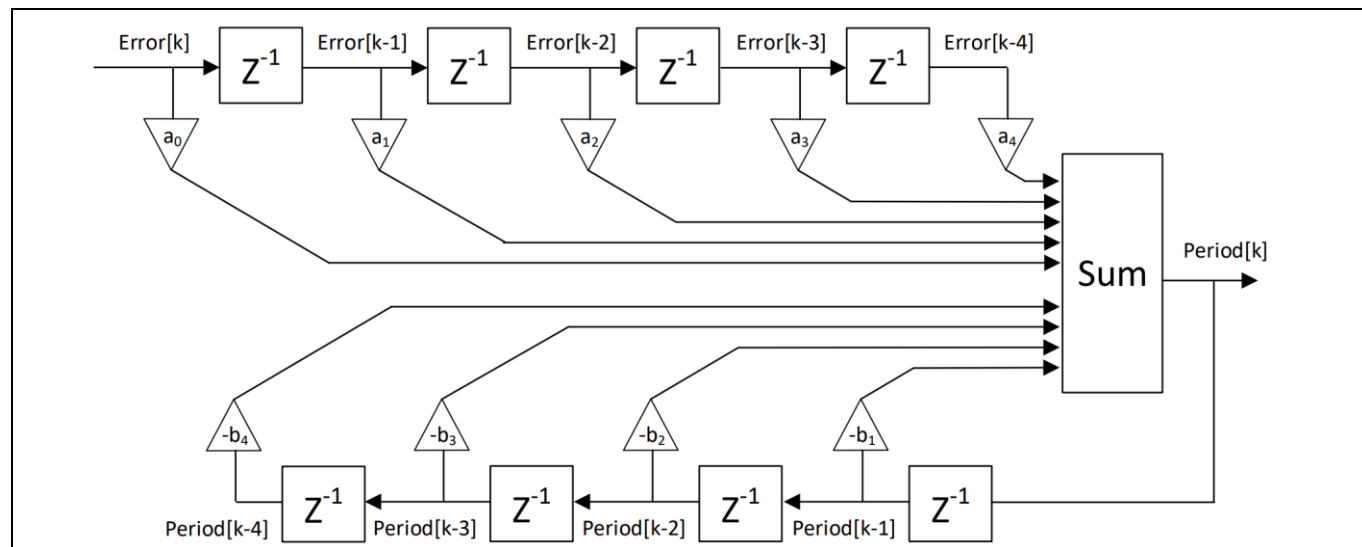 Error[k] Error[k-1] Error[k-2] Error[k-3] Error[k-4]
Z⁻¹ Z⁻¹ Z⁻¹ Z⁻¹
a₀ a₁ a₂ a₃ a₄
Period[k]
Sum
-b₄ -b₃ -b₂ -b₁
Z⁻¹ Z⁻¹ Z⁻¹ Z⁻¹
Period[k-4] Period[k-3] Period[k-2] Period[k-1]